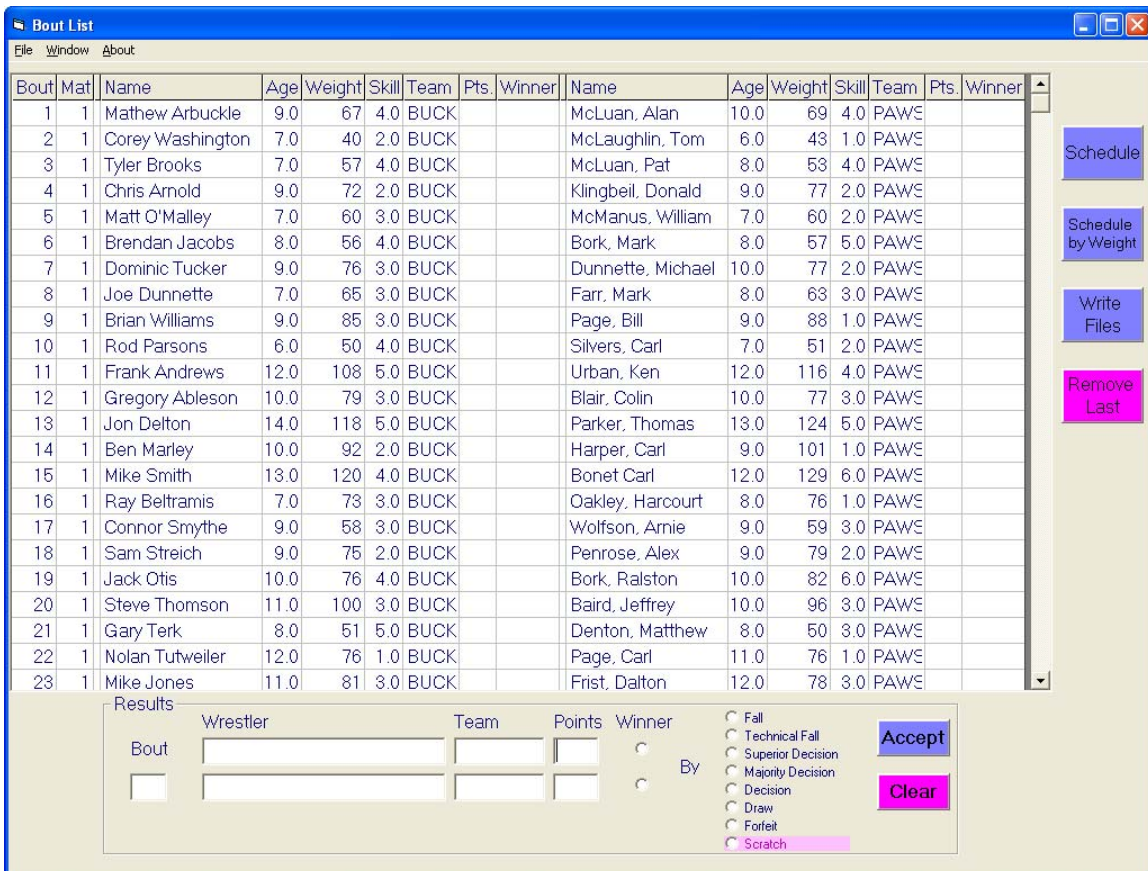 Bout List
File Window About
Bout Mat Name Age Weight Skill Team Pts. Winner Name Age Weight Skill Team Pts. Winner
1 1 Mathew Arbuckle 9.0 67 4.0 BUCK McLuan, Alan 10.0 69 4.0 PAWS
2 1 Corey Washington 7.0 40 2.0 BUCK McLaughlin, Tom 6.0 43 1.0 PAWS
3 1 Tyler Brooks 7.0 57 4.0 BUCK McLuan, Pat 8.0 53 4.0 PAWS
4 1 Chris Arnold 9.0 72 2.0 BUCK Klingbeil, Donald 9.0 77 2.0 PAWS
5 1 Matt O'Malley 7.0 60 3.0 BUCK McManus, William 7.0 60 2.0 PAWS
6 1 Brendan Jacobs 8.0 56 4.0 BUCK Bork, Mark 8.0 57 5.0 PAWS
7 1 Dominic Tucker 9.0 76 3.0 BUCK Dunnette, Michael 10.0 77 2.0 PAWS
8 1 Joe Dunnette 7.0 65 3.0 BUCK Farr, Mark 8.0 63 3.0 PAWS
9 1 Brian Williams 9.0 85 3.0 BUCK Page, Bill 9.0 88 1.0 PAWS
10 1 Rod Parsons 6.0 50 4.0 BUCK Silvers, Carl 7.0 51 2.0 PAWS
11 1 Frank Andrews 12.0 108 5.0 BUCK Urban, Ken 12.0 116 4.0 PAWS
12 1 Gregory Ableson 10.0 79 3.0 BUCK Blair, Colin 10.0 77 3.0 PAWS
13 1 Jon Delton 14.0 118 5.0 BUCK Parker, Thomas 13.0 124 5.0 PAWS
14 1 Ben Marley 10.0 92 2.0 BUCK Harper, Carl 9.0 101 1.0 PAWS
15 1 Mike Smith 13.0 120 4.0 BUCK Bonet Carl 12.0 129 6.0 PAWS
16 1 Ray Beltramis 7.0 73 3.0 BUCK Oakley, Harcourt 8.0 76 1.0 PAWS
17 1 Connor Smythe 9.0 58 3.0 BUCK Wolfson, Arnie 9.0 59 3.0 PAWS
18 1 Sam Streich 9.0 75 2.0 BUCK Penrose, Alex 9.0 79 2.0 PAWS
19 1 Jack Otis 10.0 76 4.0 BUCK Bork, Ralston 10.0 82 6.0 PAWS
20 1 Steve Thomson 11.0 100 3.0 BUCK Baird, Jeffrey 10.0 96 3.0 PAWS
21 1 Gary Terk 8.0 51 5.0 BUCK Denton, Matthew 8.0 50 3.0 PAWS
22 1 Nolan Tutweiler 12.0 76 1.0 BUCK Page, Carl 11.0 76 1.0 PAWS
23 1 Mike Jones 11.0 81 3.0 BUCK Frist, Dalton 12.0 78 3.0 PAWS
Schedule
Schedule
by Weight
Write
Files
Remove
Last
Results
Wrestler Team Points Winner
Bout
By
Fall
Technical Fall
Superior Decision
Majority Decision
Decision
Draw
Forfeit
Scratch
Accept
Clear